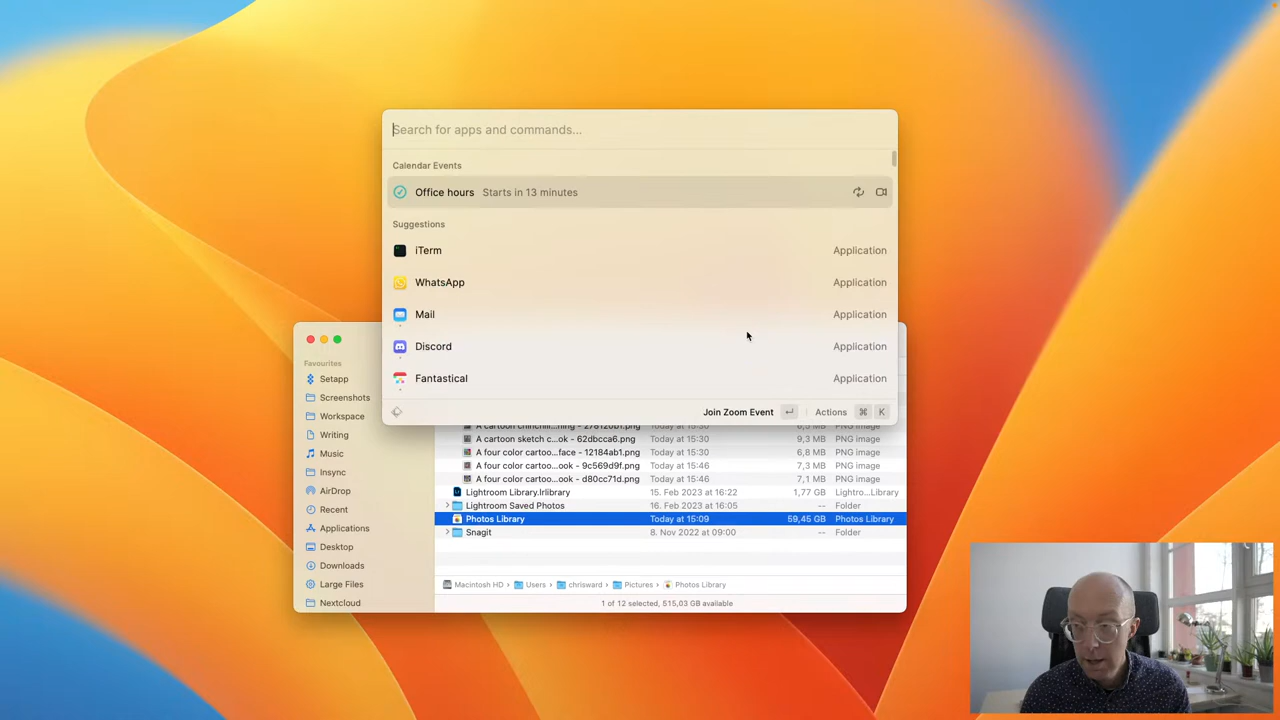 Search for apps and commands...
Calendar Events
Office hours Starts in 13 minutes
Suggestions
iTerm Application
WhatsApp Application
Mail Application
Discord Application
Fantastical Application
Join Zoom Event Actions ⌘ K
Favourites
Setapp
Screenshots
Workspace
Writing
Music
Insync
AirDrop
Recent
Applications
Desktop
Downloads
Large Files
Nextcloud
Today at 15:30 PNG image
A cartoon sketch c...ok - 62dbcca6.png Today at 15:30 9,3 MB PNG image
A four color cartoo...face - 12184ab1.png Today at 15:30 6,8 MB PNG image
A four color cartoo...ook - 9c569d9f.png Today at 15:46 7,3 MB PNG image
A four color cartoo...ook - d80cc71d.png Today at 15:46 7,1 MB PNG image
Lightroom Library.lrlibrary 15. Feb 2023 at 16:22 1,77 GB Lightro...Library
Lightroom Saved Photos 16. Feb 2023 at 16:05 -- Folder
Photos Library Today at 15:09 59,45 GB Photos Library
Snagit 8. Nov 2022 at 09:00 -- Folder
Macintosh HD › Users › chrisward › Pictures › Photos Library
1 of 12 selected, 515,03 GB available